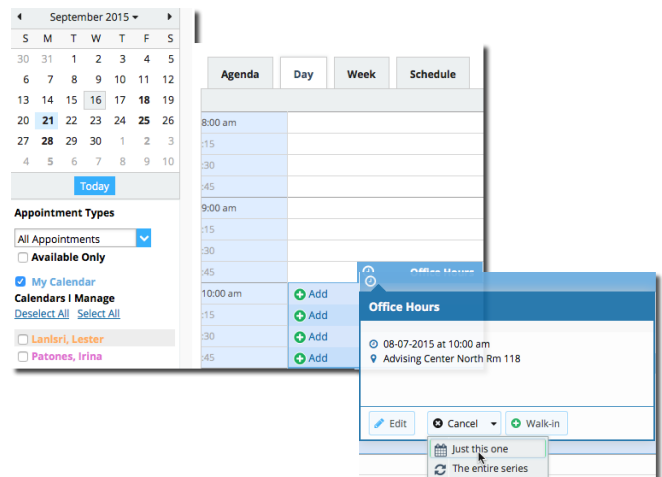 September 2015
S M T W T F S
30 31 1 2 3 4 5
6 7 8 9 10 11 12
13 14 15 16 17 18 19
20 21 22 23 24 25 26
27 28 29 30 1 2 3
4 5 6 7 8 9 10
Today
Appointment Types
All Appointments
Available Only
My Calendar
Calendars I Manage
Deselect All Select All
Lanisri, Lester
Patones, Irina
Agenda Day Week Schedule
8:00 am
:15
:30
:45
9:00 am
:15
:30
:45 Office Hours
10:00 am Add
:15 Add
:30 Add
:45 Add
Office Hours
08-07-2015 at 10:00 am
Advising Center North Rm 118
Edit Cancel Walk-in
Just this one
The entire series